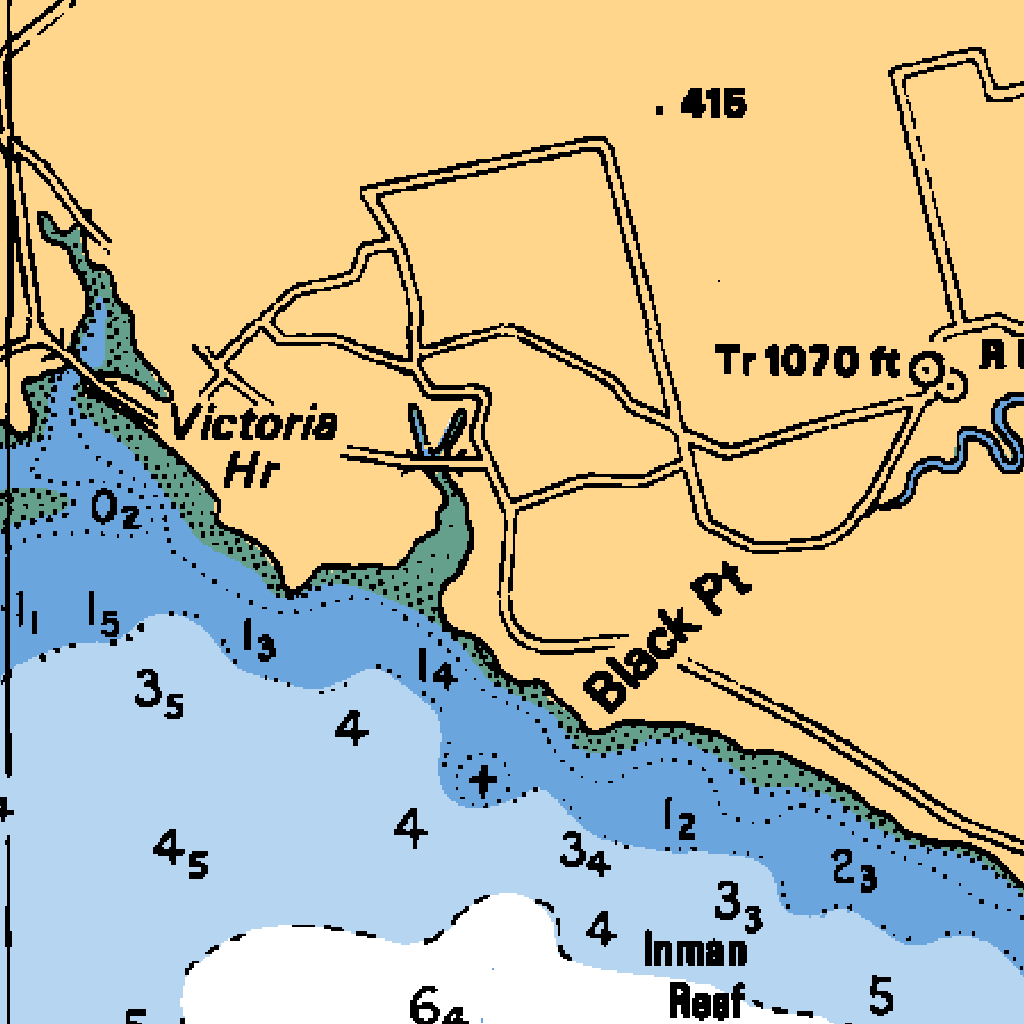 415
Tr 1070 ft
R
Victoria
Hr
0₂
Black Pt
1₁
1₅
1₃
1₄
3₅
4
4
4₅
1₂
3₄
2₃
3₃
4
Inman
Reef
5
6₄